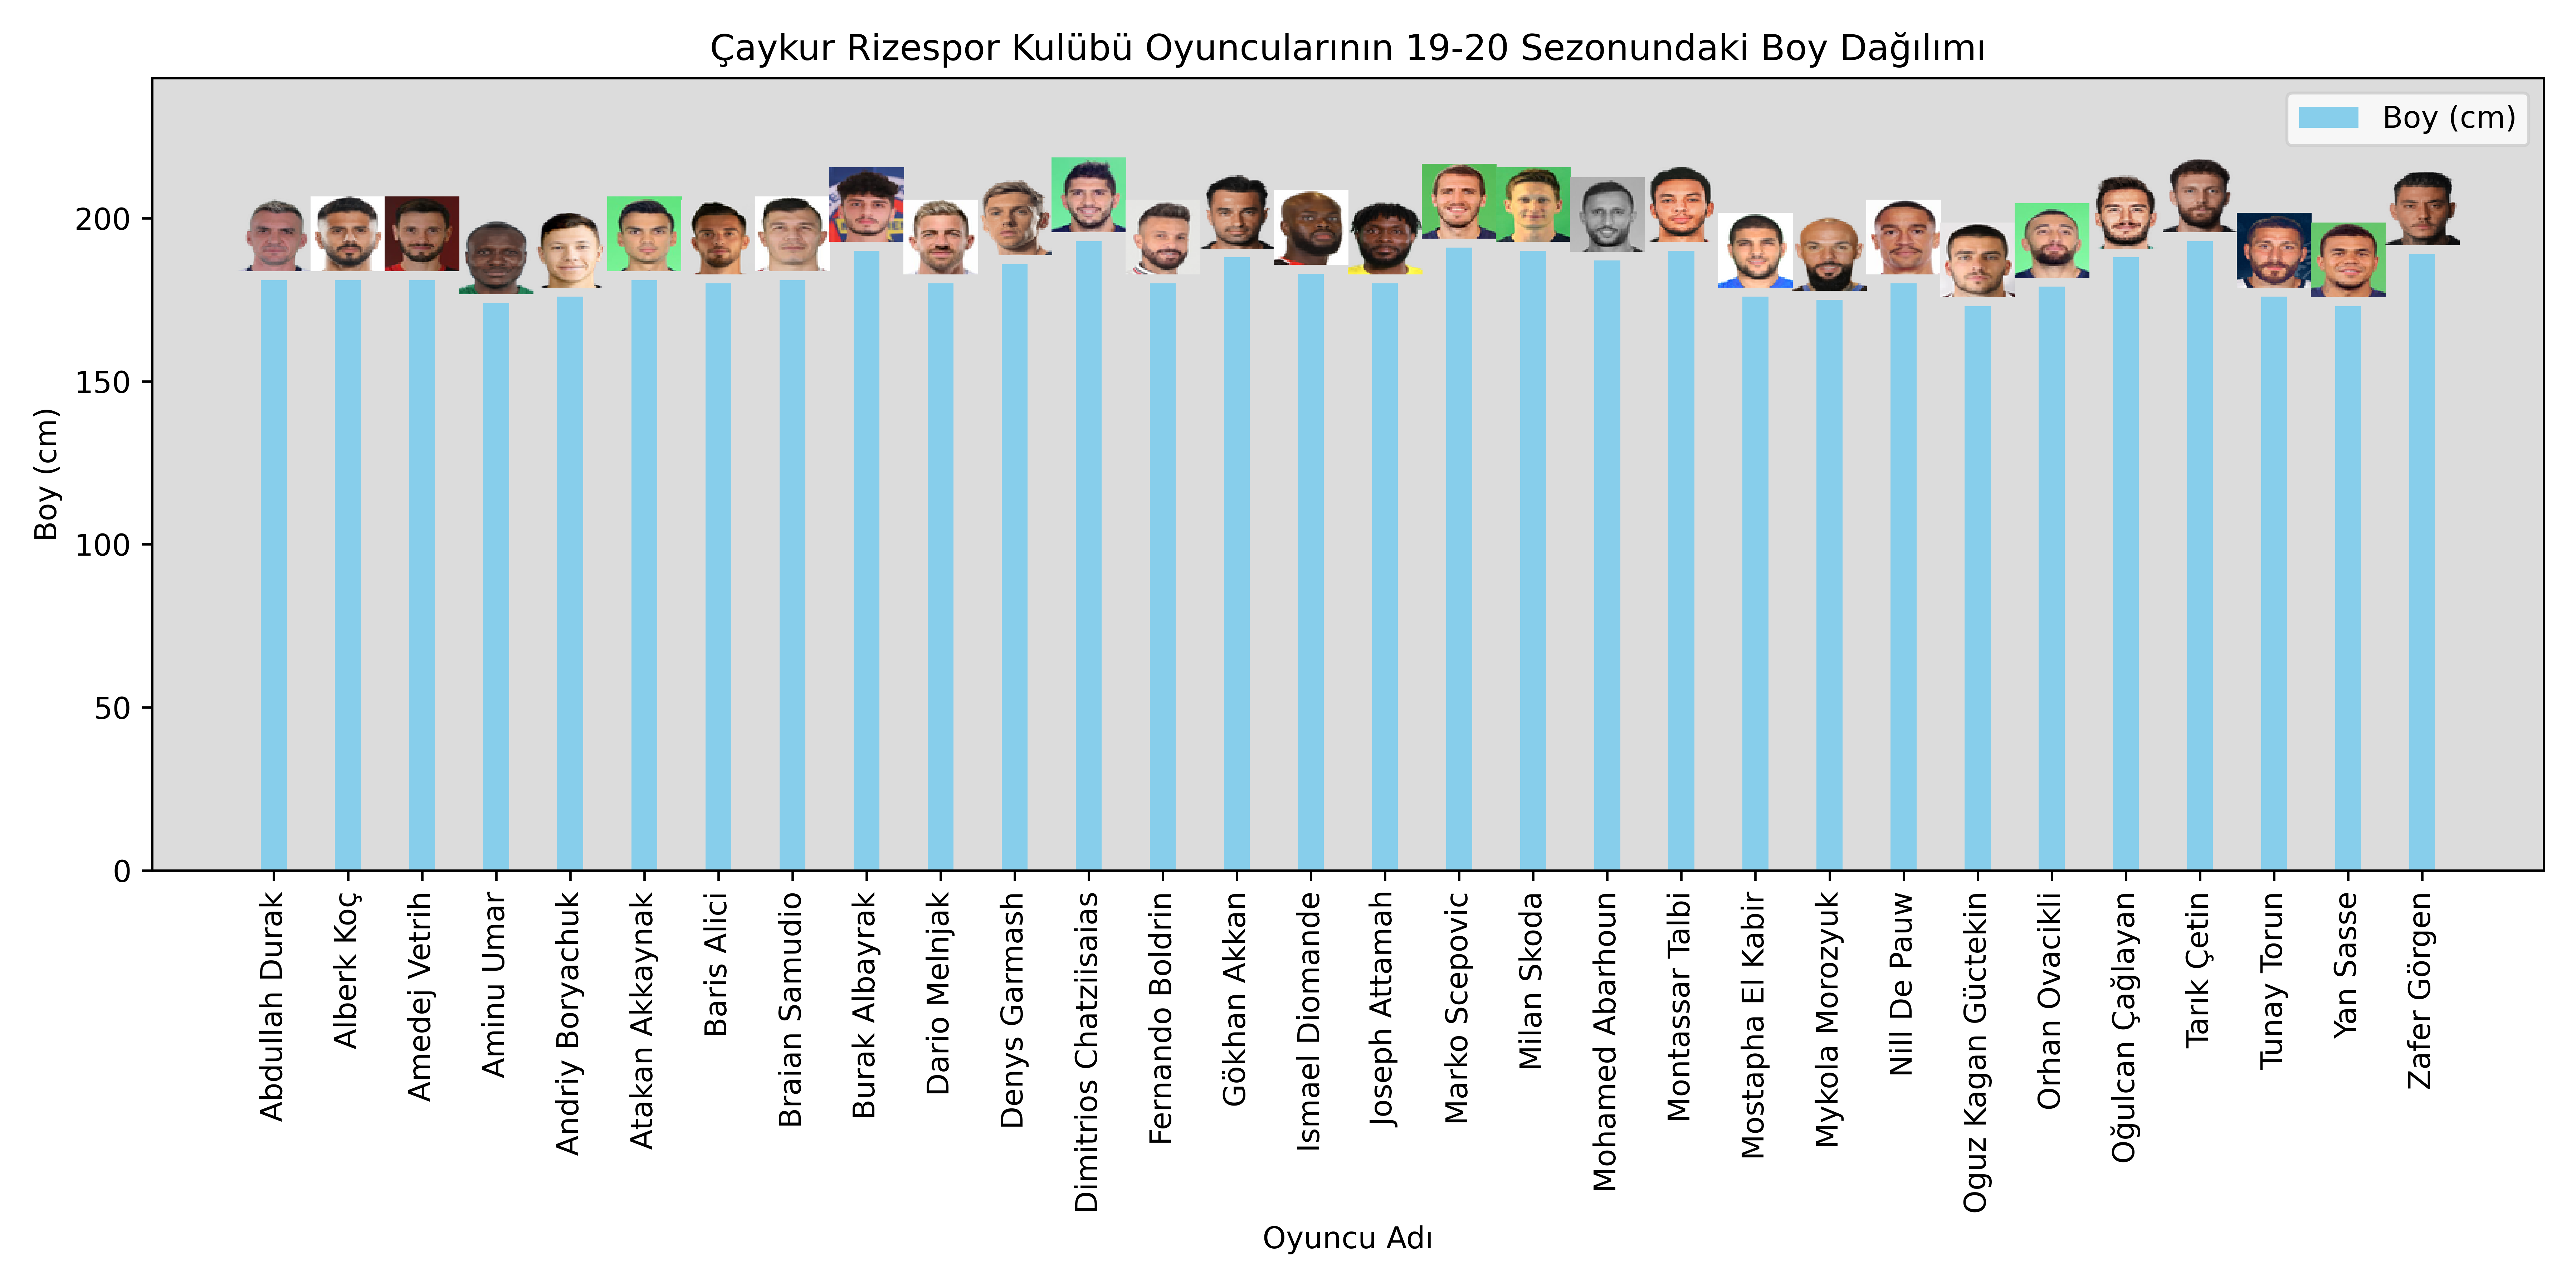 Çaykur Rizespor Kulübü Oyuncularının 19-20 Sezonundaki Boy Dağılımı
Boy (cm)
Boy (cm)
200
150
100
50
0
Abdullah Durak
Alberk Koç
Amedej Vetrih
Aminu Umar
Andriy Boryachuk
Atakan Akkaynak
Baris Alici
Braian Samudio
Burak Albayrak
Dario Melnjak
Denys Garmash
Dimitrios Chatziisaias
Fernando Boldrin
Gökhan Akkan
Ismael Diomande
Joseph Attamah
Marko Scepovic
Milan Skoda
Mohamed Abarhoun
Montassar Talbi
Mostapha El Kabir
Mykola Morozyuk
Nill De Pauw
Oguz Kagan Güctekin
Orhan Ovacikli
Oğulcan Çağlayan
Tarık Çetin
Tunay Torun
Yan Sasse
Zafer Görgen
Oyuncu Adı